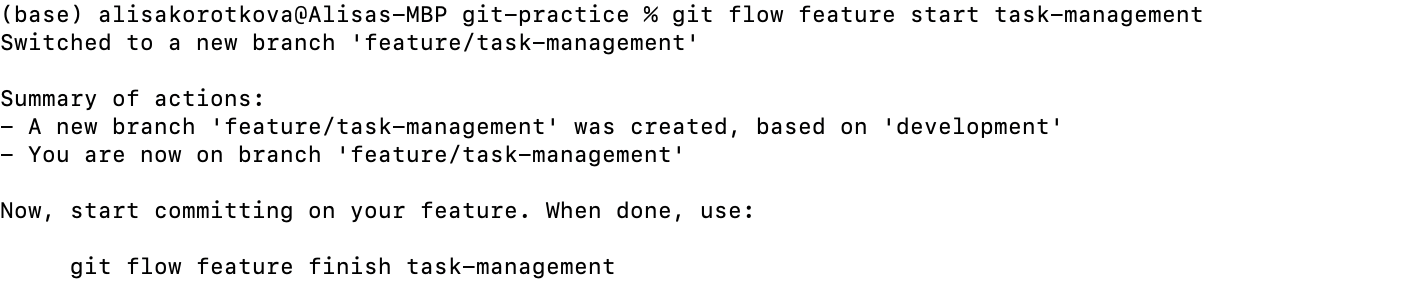 (base) alisakorotkova@Alisas-MBP git-practice % git flow feature start task-management
Switched to a new branch 'feature/task-management'
Summary of actions:
- A new branch 'feature/task-management' was created, based on 'development'
- You are now on branch 'feature/task-management'
Now, start committing on your feature. When done, use:
git flow feature finish task-management